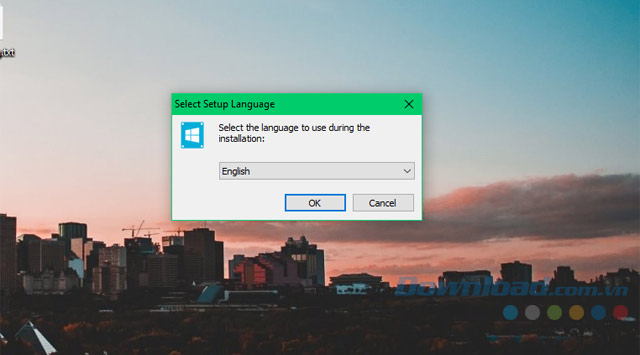 .txt
Select Setup Language
Select the language to use during the
installation:
English
OK
Cancel
Download.com.vn